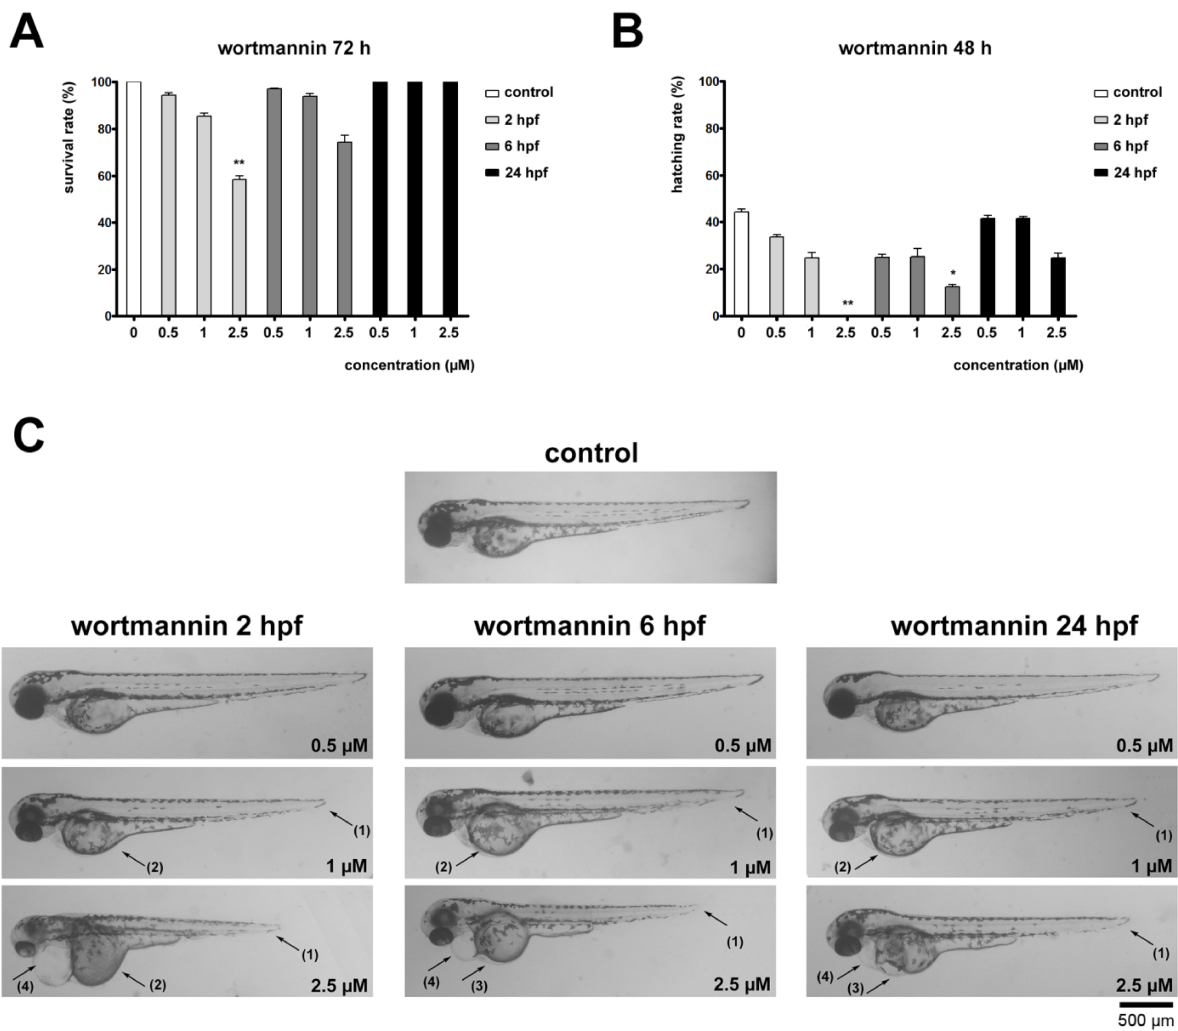 A
wortmannin 72 h
survival rate (%)
100
80
60
40
20
0
**
0 0.5 1 2.5 0.5 1 2.5 0.5 1 2.5
concentration (µM)
control
2 hpf
6 hpf
24 hpf
B
wortmannin 48 h
hatching rate (%)
100
80
60
40
20
0
**
*
0 0.5 1 2.5 0.5 1 2.5 0.5 1 2.5
concentration (µM)
control
2 hpf
6 hpf
24 hpf
C
control
wortmannin 2 hpf
wortmannin 6 hpf
wortmannin 24 hpf
0.5 µM
0.5 µM
0.5 µM
(1)
(2)
1 µM
(1)
(2)
1 µM
(1)
(2)
1 µM
(1)
(4)
(2)
2.5 µM
(1)
(4)
(3)
2.5 µM
(1)
(4)
(3)
2.5 µM
500 µm